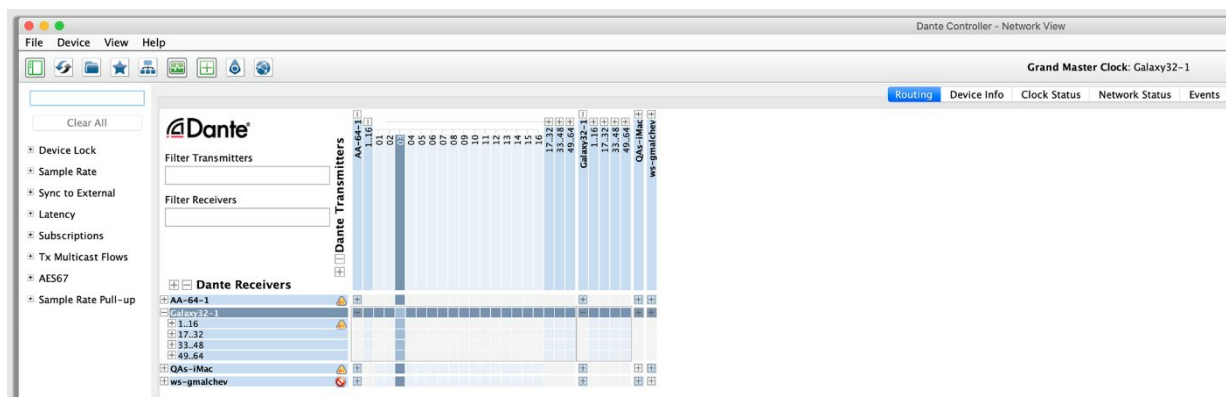 Dante Controller - Network View
File Device View Help
Grand Master Clock: Galaxy32-1
Routing Device Info Clock Status Network Status Events
Clear All
Device Lock
Sample Rate
Sync to External
Latency
Subscriptions
Tx Multicast Flows
AES67
Sample Rate Pull-up
Dante
Filter Transmitters
Filter Receivers
Dante Transmitters
AA-64-1
1..16
01
02
03
04
05
06
07
08
09
10
11
12
13
14
15
16
17..32
33..48
49..64
Galaxy32-1
1..16
17..32
33..48
49..64
QAs-iMac
ws-gmalchev
Dante Receivers
AA-64-1
Galaxy32-1
1..16
17..32
33..48
49..64
QAs-iMac
ws-gmalchev